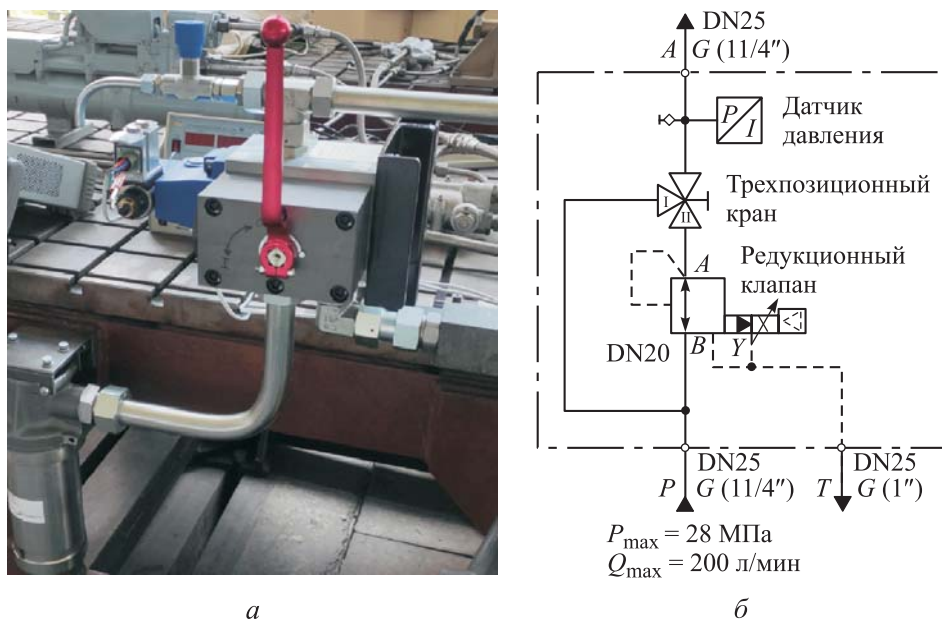 DN25
A G (11/4″)
P
I
Датчик
давления
I
II
Трехпозиционный
кран
A
Редукционный
клапан
DN20
B
Y
DN25
P G (11/4″)
DN25
T G (1″)
Pmax = 28 МПа
Qmax = 200 л/мин
а
б